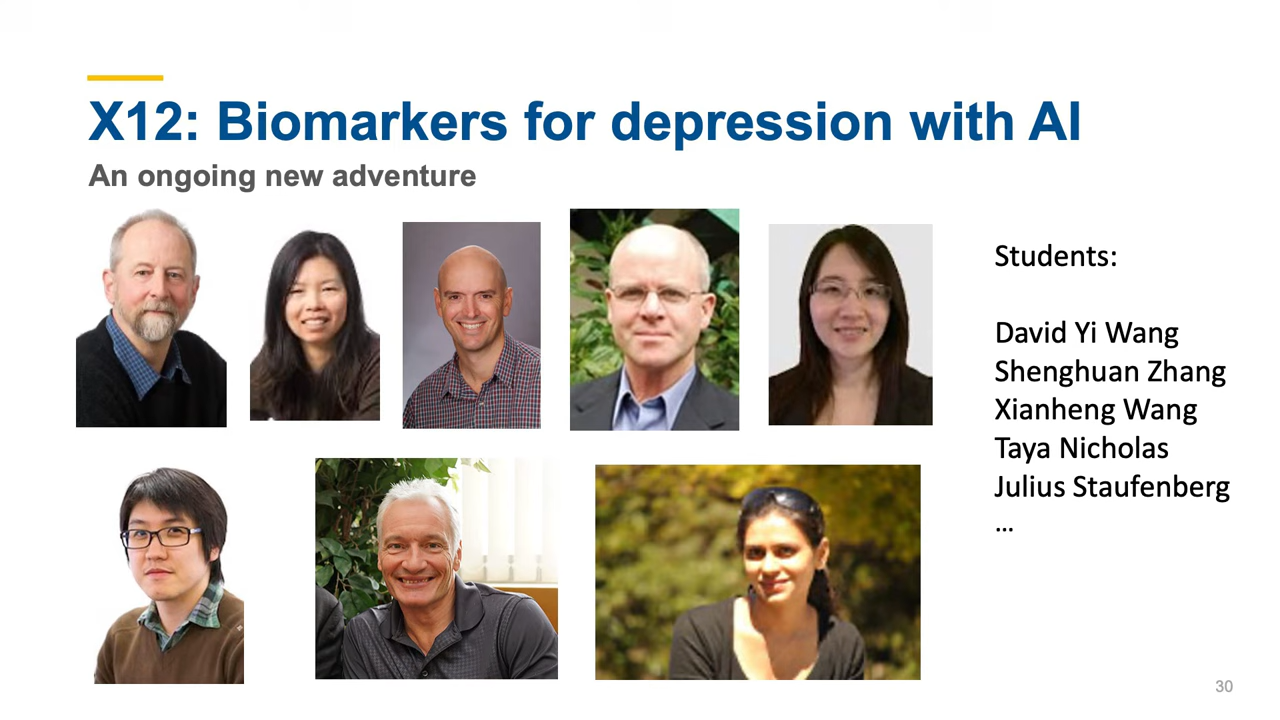 X12: Biomarkers for depression with AI
An ongoing new adventure
Students:
David Yi Wang
Shenghuan Zhang
Xianheng Wang
Taya Nicholas
Julius Staufenberg
…
30